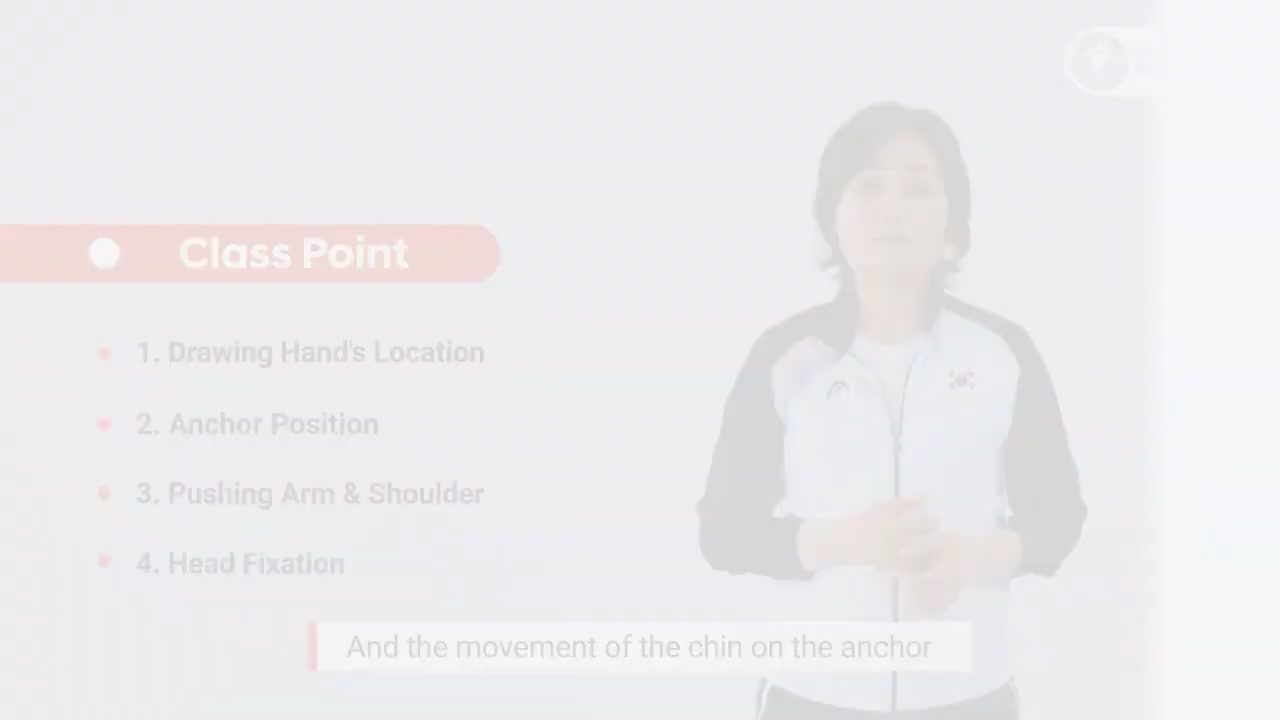 Class Point
1. Drawing Hand's Location
2. Anchor Position
3. Pushing Arm & Shoulder
4. Head Fixation
And the movement of the chin on the anchor